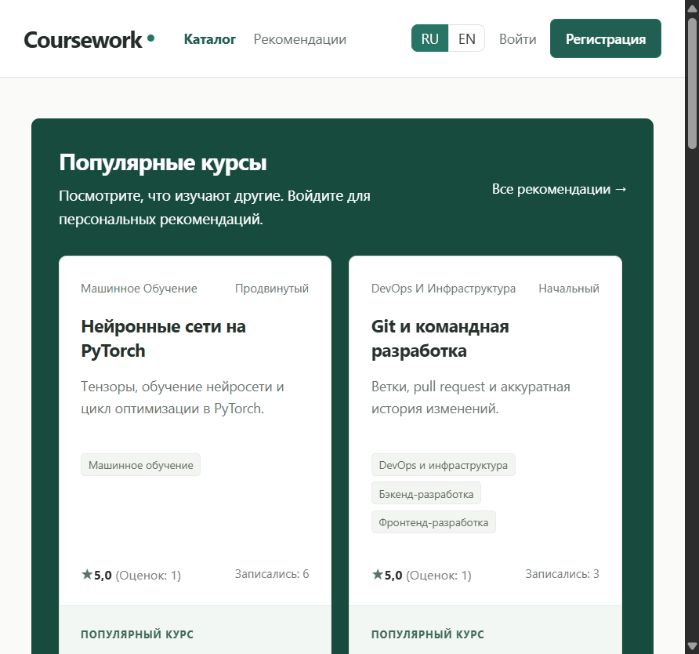 Coursework
Каталог
Рекомендации
RU
EN
Войти
Регистрация
Популярные курсы
Посмотрите, что изучают другие. Войдите для
персональных рекомендаций.
Все рекомендации →
Машинное Обучение
Продвинутый
Нейронные сети на
PyTorch
Тензоры, обучение нейросети и
цикл оптимизации в PyTorch.
Машинное обучение
★5,0 (Оценок: 1)
Записались: 6
ПОПУЛЯРНЫЙ КУРС
DevOps И Инфраструктура
Начальный
Git и командная
разработка
Ветки, pull request и аккуратная
история изменений.
DevOps и инфраструктура
Бэкенд-разработка
Фронтенд-разработка
★5,0 (Оценок: 1)
Записались: 3
ПОПУЛЯРНЫЙ КУРС